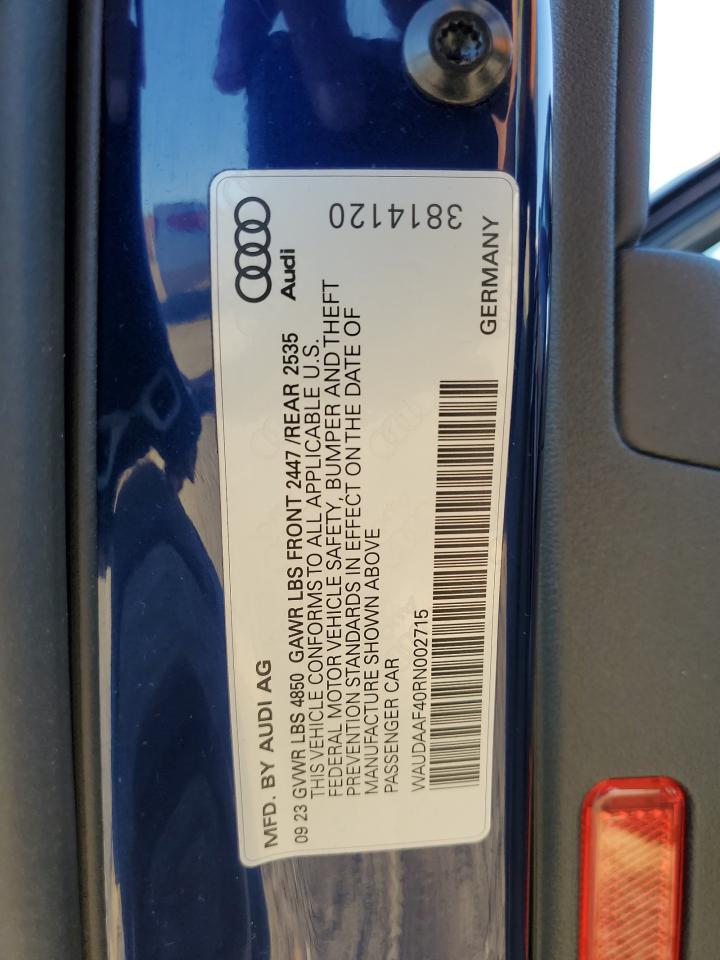 MFD. BY AUDI AG
Audi
09 23 GVWR LBS 4850 GAWR LBS FRONT 2447 /REAR 2535
THIS VEHICLE CONFORMS TO ALL APPLICABLE U.S.
FEDERAL MOTOR VEHICLE SAFETY, BUMPER AND THEFT
PREVENTION STANDARDS IN EFFECT ON THE DATE OF
MANUFACTURE SHOWN ABOVE
PASSENGER CAR
3814120
WAUDAAF40RN002715
GERMANY